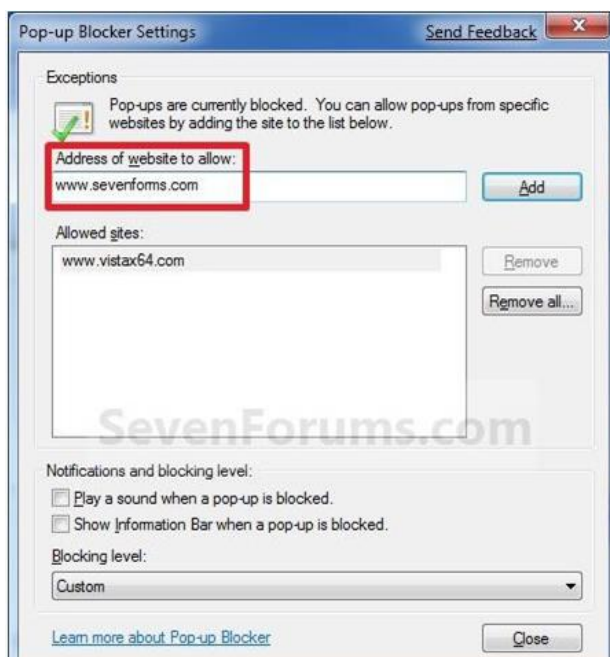 Pop-up Blocker Settings
Send Feedback
Exceptions
Pop-ups are currently blocked. You can allow pop-ups from specific
websites by adding the site to the list below.
Address of website to allow:
www.sevenforms.com
Add
Allowed sites:
www.vistax64.com
Remove
Remove all...
SevenForums.com
Notifications and blocking level:
Play a sound when a pop-up is blocked.
Show Information Bar when a pop-up is blocked.
Blocking level:
Custom
Learn more about Pop-up Blocker
Close